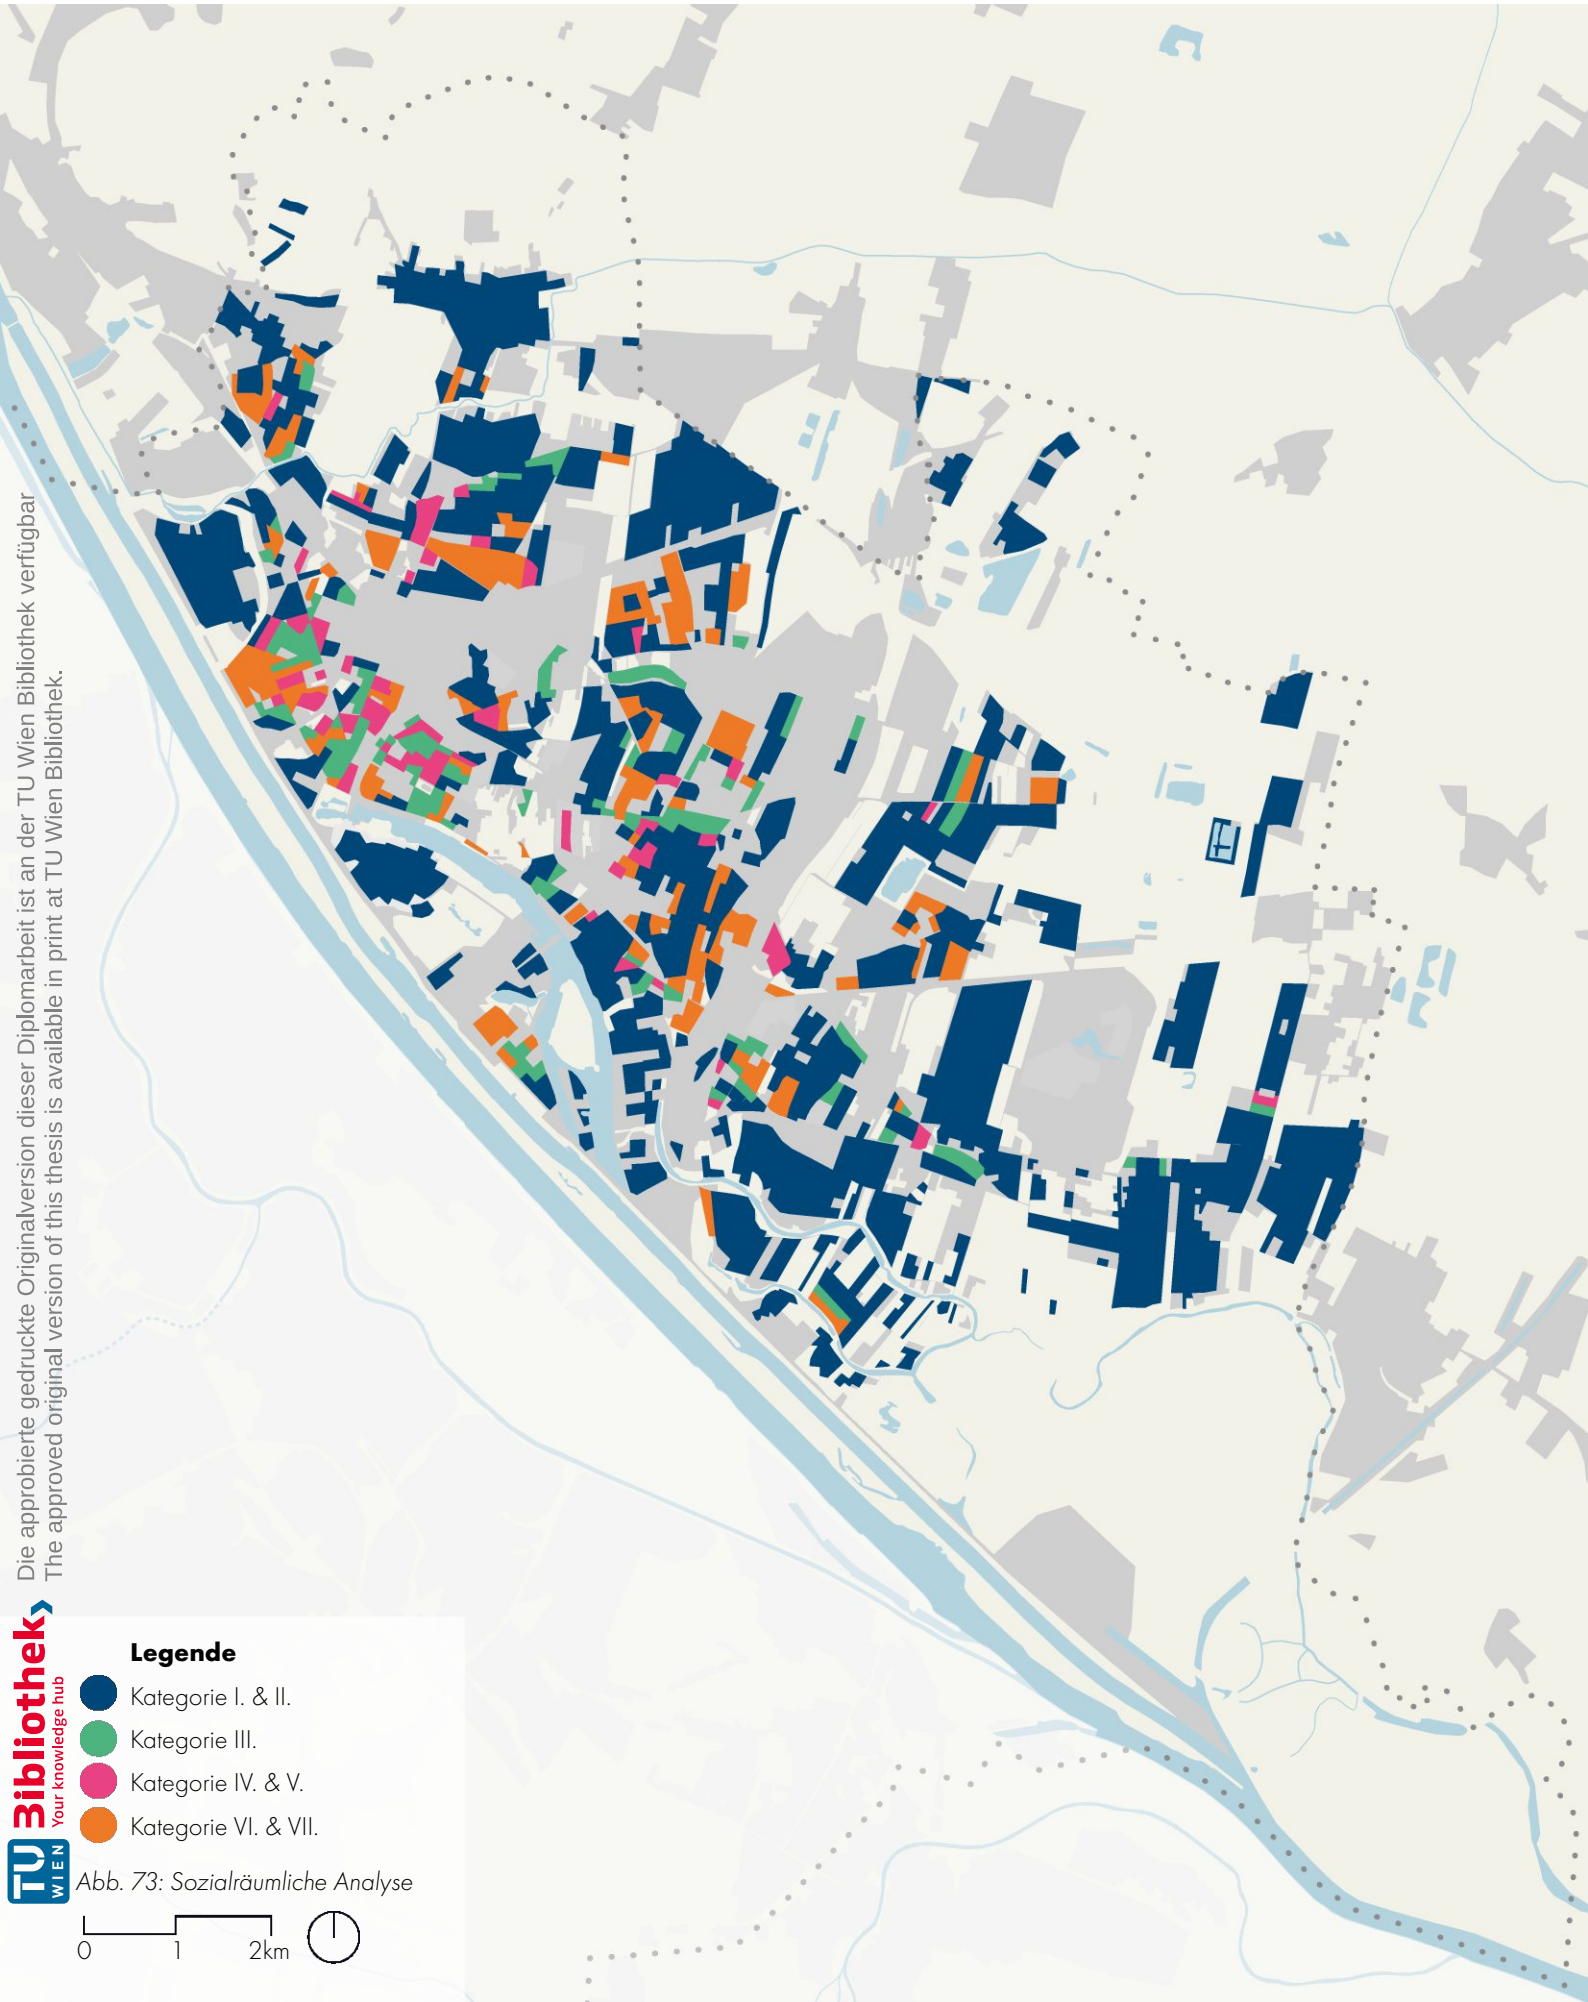 Die approbierte gedruckte Originalversion dieser Diplomarbeit ist an der TU Wien Bibliothek verfügbar
The approved original version of this thesis is available in print at TU Wien Bibliothek.
Bibliothek
Your knowledge hub
TU
WIEN
Legende
Kategorie I. & II.
Kategorie III.
Kategorie IV. & V.
Kategorie VI. & VII.
Abb. 73: Sozialräumliche Analyse
0 1 2km